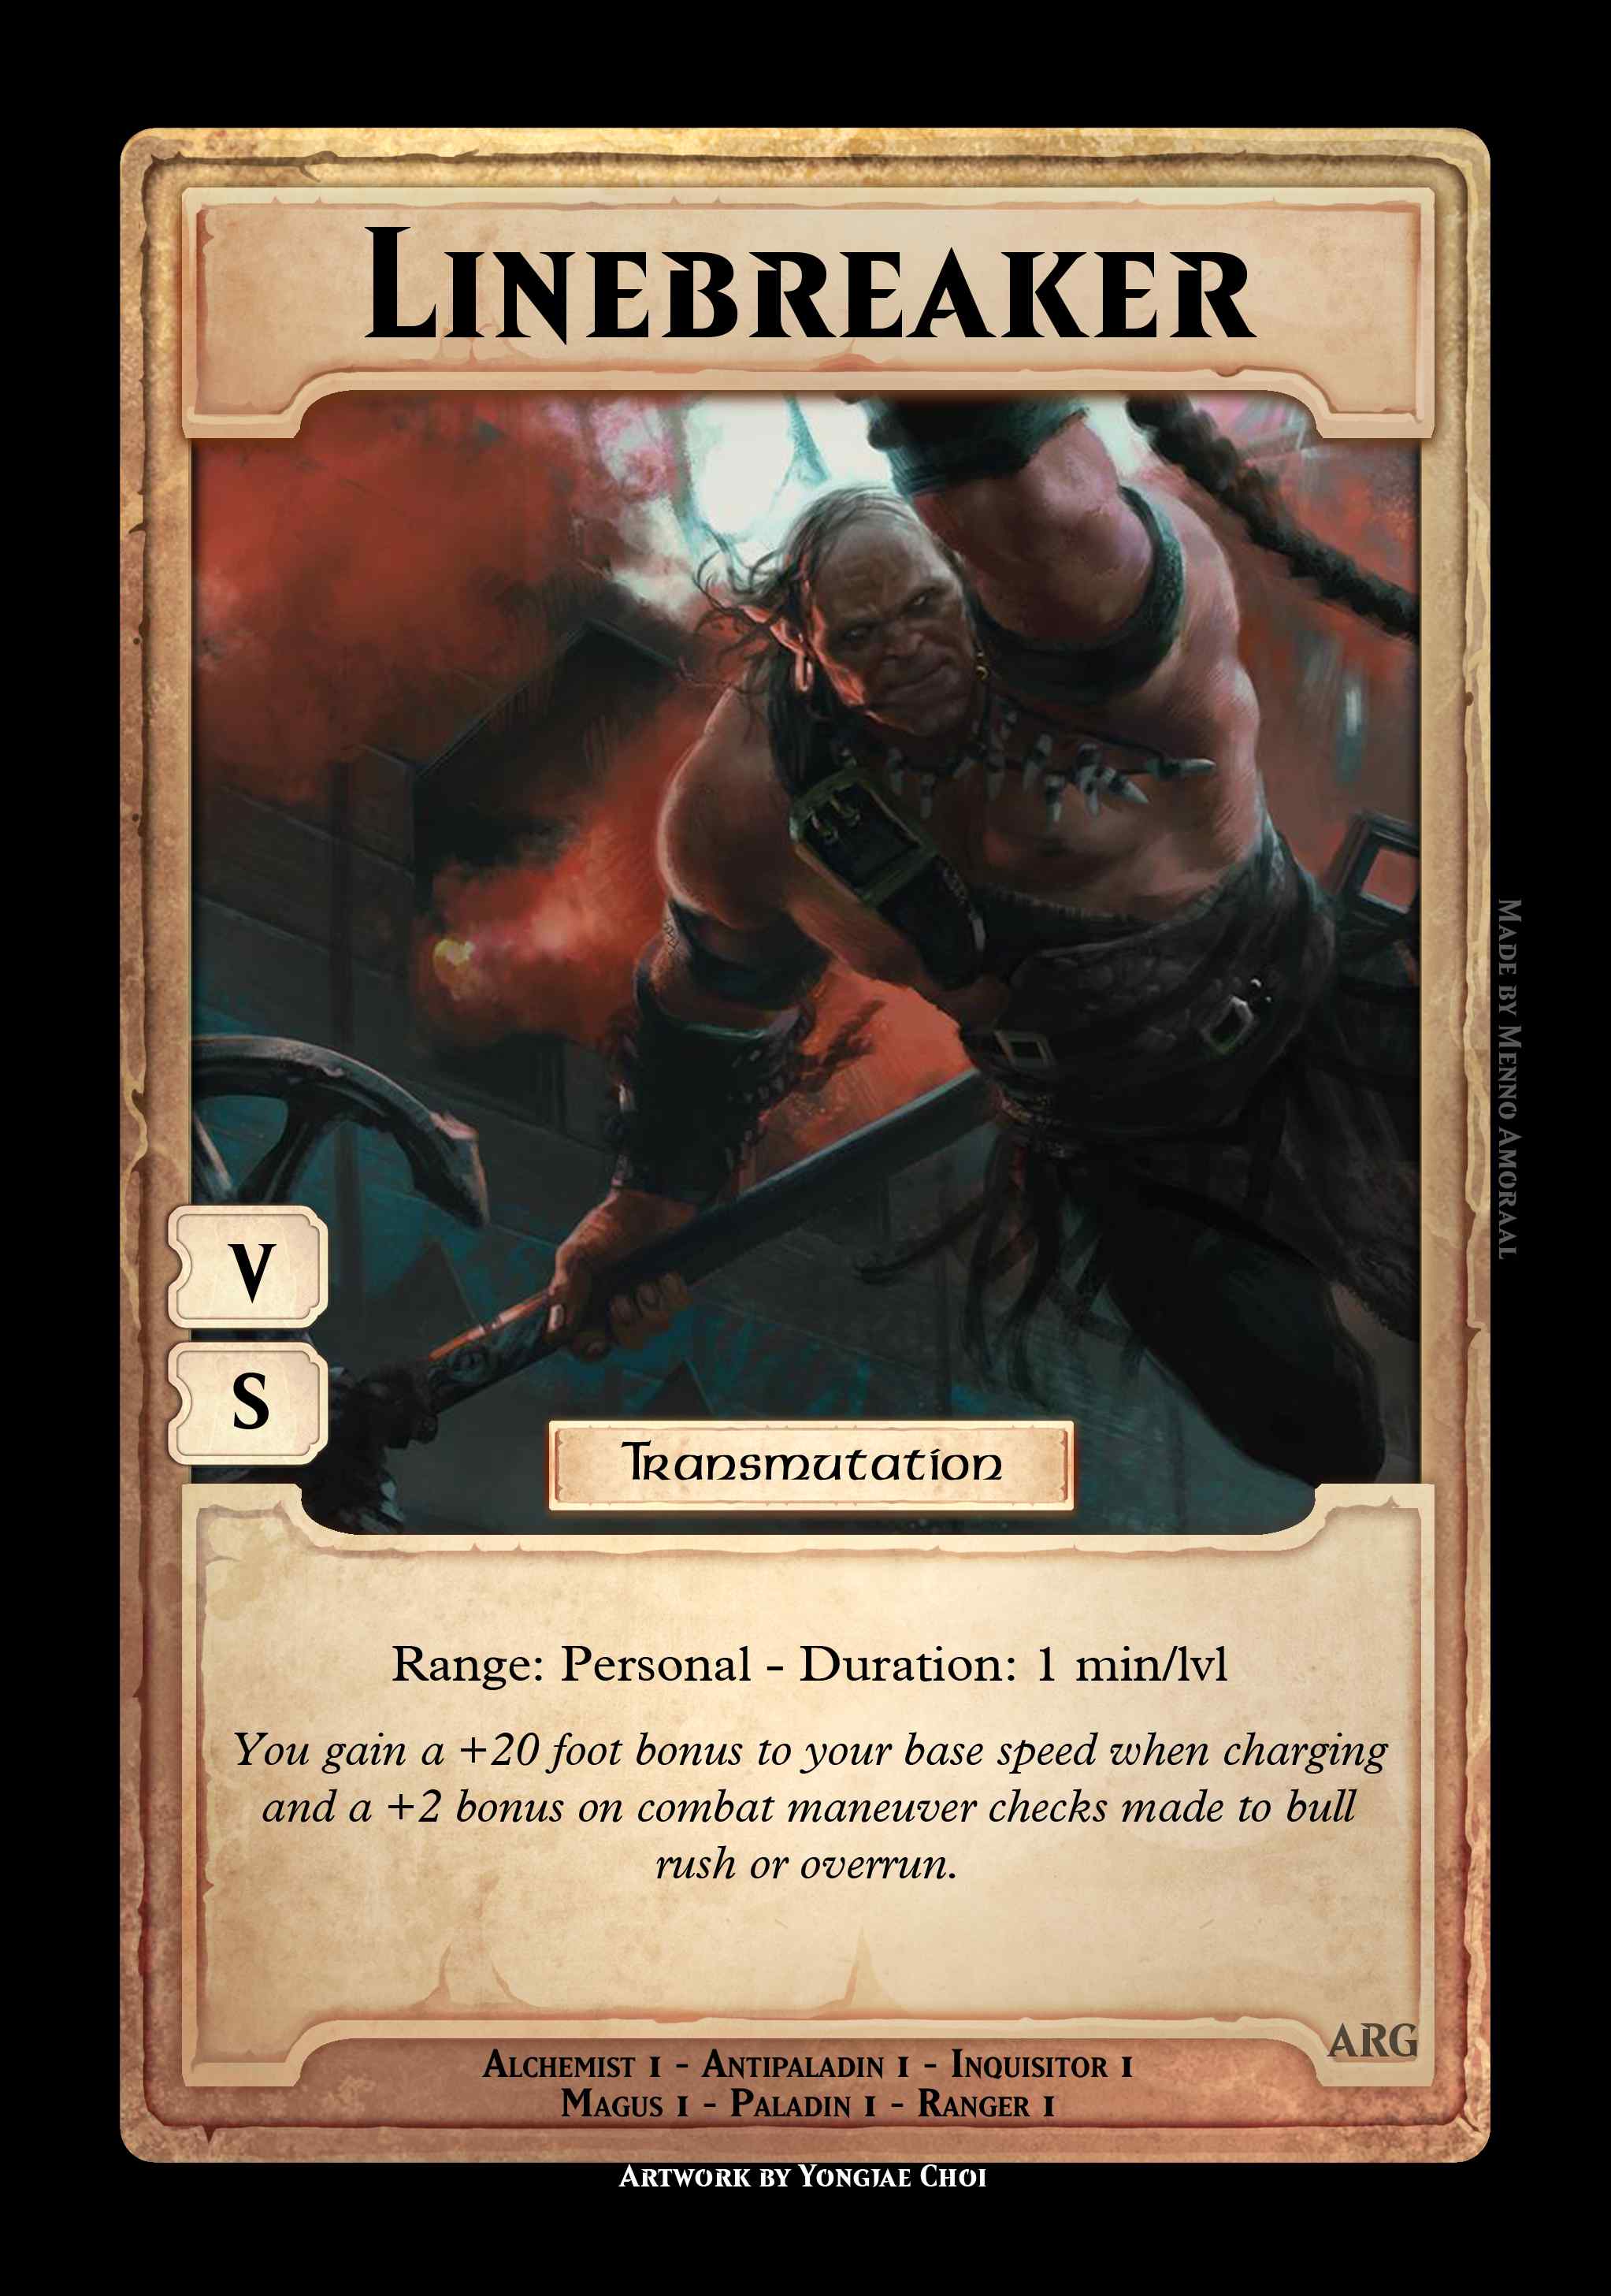 LINEBREAKER
MADE BY MENNO AMORAAL
V
S
Transmutation
Range: Personal - Duration: 1 min/lvl
You gain a +20 foot bonus to your base speed when charging
and a +2 bonus on combat maneuver checks made to bull
rush or overrun.
ARG
ALCHEMIST 1 - ANTIPALADIN 1 - INQUISITOR 1
MAGUS 1 - PALADIN 1 - RANGER 1
ARTWORK BY YONGJAE CHOI